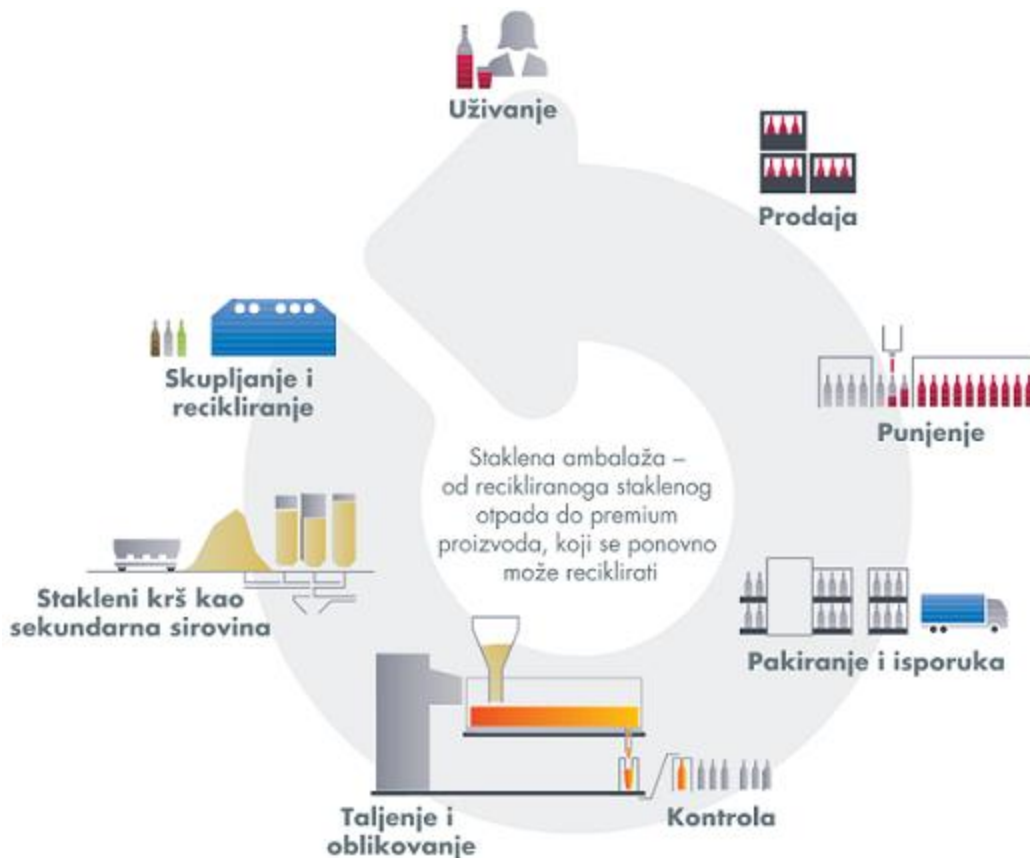 Uživanje
Prodaja
Skupljanje i
recikliranje
Punjenje
Staklena ambalaža –
od recikliranoga staklenog
otpada do premium
proizvoda, koji se ponovno
može reciklirati
Stakleni krš kao
sekundarna sirovina
Pakiranje i isporuka
Taljenje i
oblikovanje
Kontrola